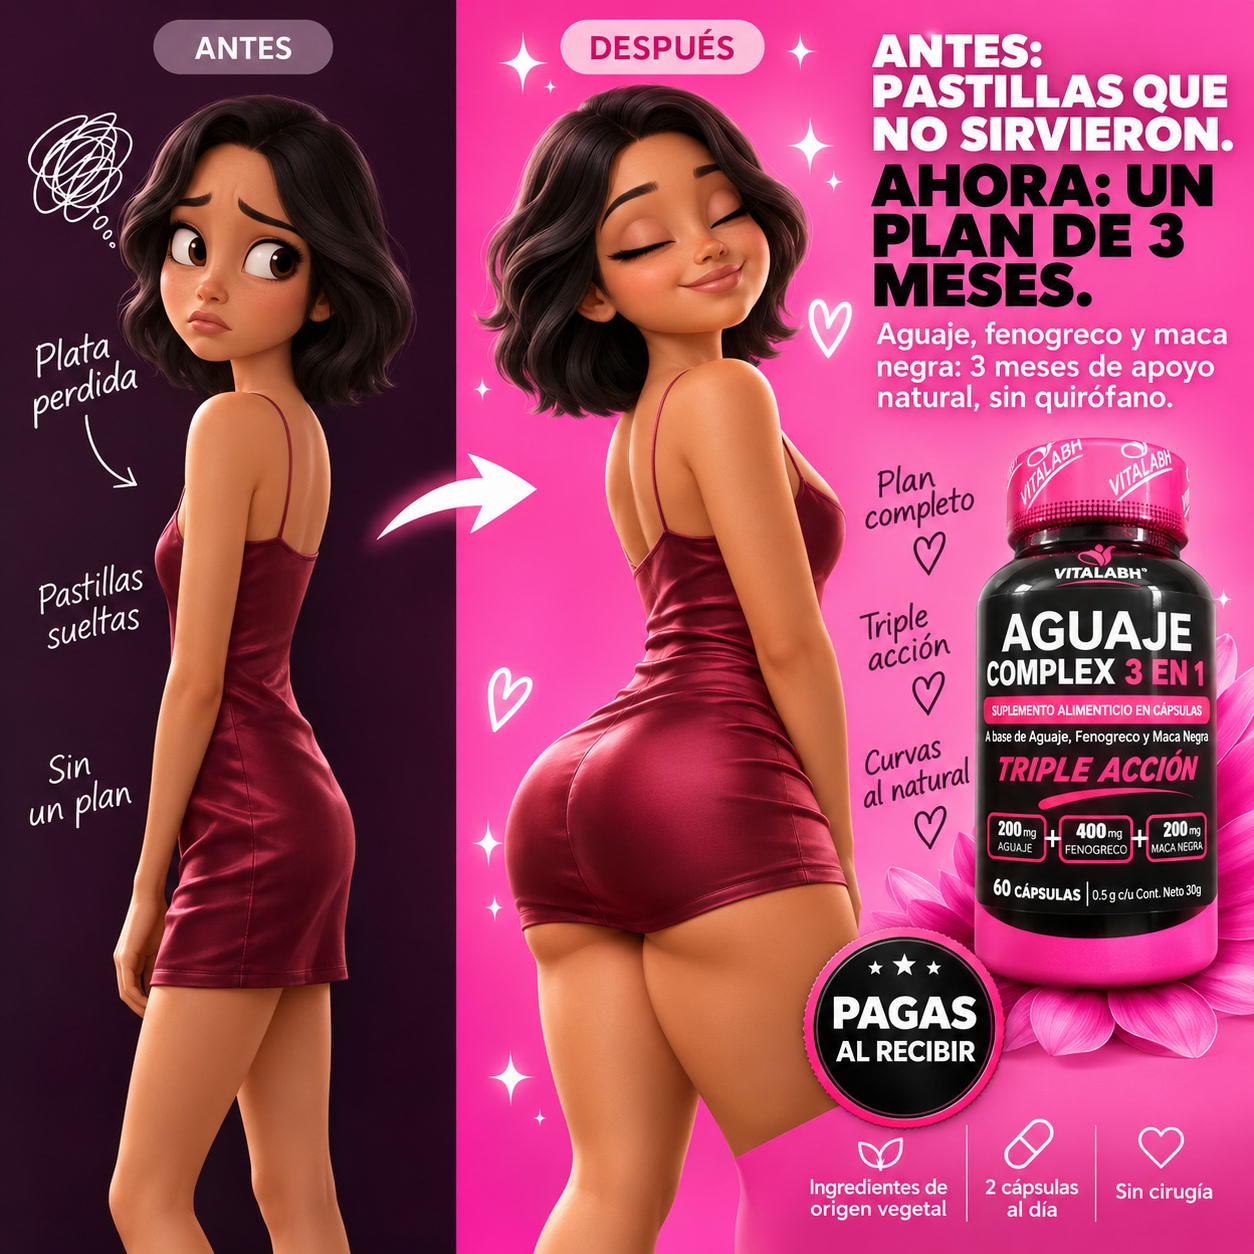 ANTES
Plata
perdida
Pastillas
sueltas
Sin
un plan
DESPUÉS
ANTES:
PASTILLAS QUE
NO SIRVIERON.
AHORA: UN
PLAN DE 3
MESES.
Aguaje, fenogreco y maca
negra: 3 meses de apoyo
natural, sin quirófano.
Plan
completo
Triple
acción
Curvas
al natural
VITALABH
VITALABH
VITALABH®
AGUAJE
COMPLEX 3 EN 1
SUPLEMENTO ALIMENTICIO EN CÁPSULAS
A base de Aguaje, Fenogreco y Maca Negra
TRIPLE ACCIÓN
200 mg + 400 mg + 200 mg
AGUAJE FENOGRECO MACA NEGRA
60 CÁPSULAS | 0.5 g c/u Cont. Neto 30g
PAGAS
AL RECIBIR
Ingredientes de
origen vegetal
2 cápsulas
al día
Sin cirugía